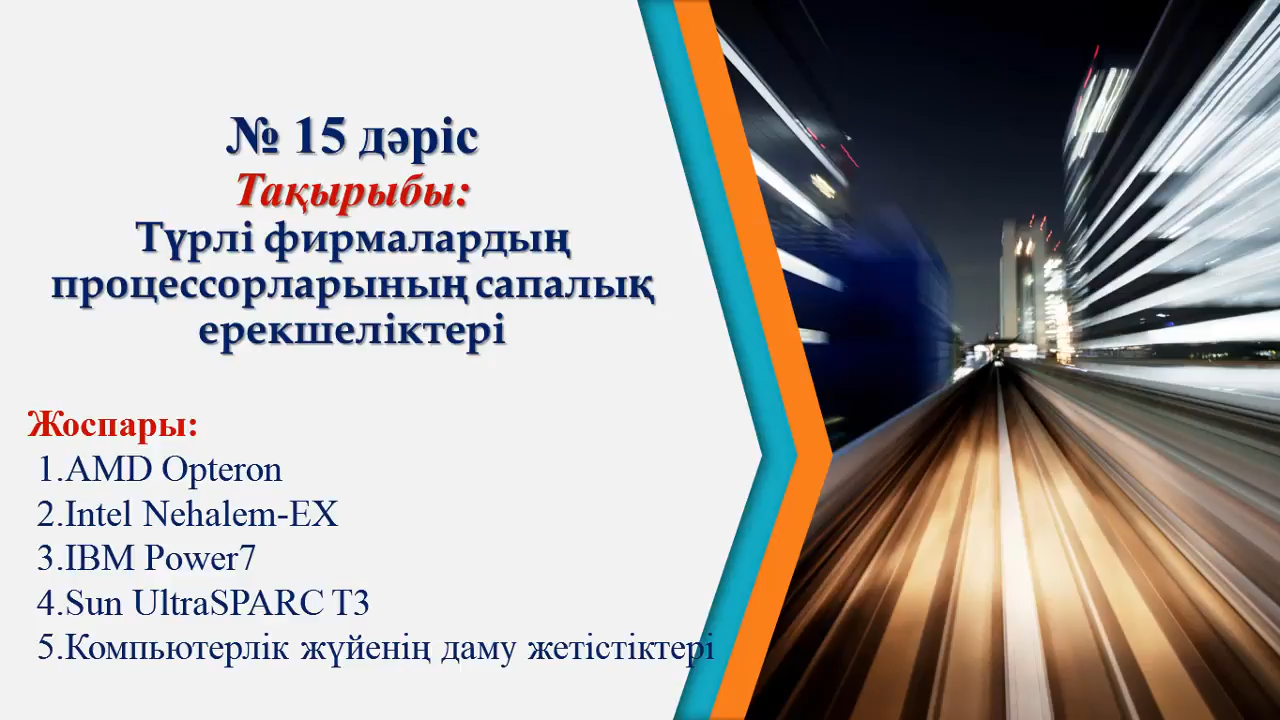 № 15 дәріс
Тақырыбы:
Түрлі фирмалардың
процессорларының сапалық
ерекшеліктері
Жоспары:
1.AMD Opteron
2.Intel Nehalem-EX
3.IBM Power7
4.Sun UltraSPARC T3
5.Компьютерлік жүйенің даму жетістіктері